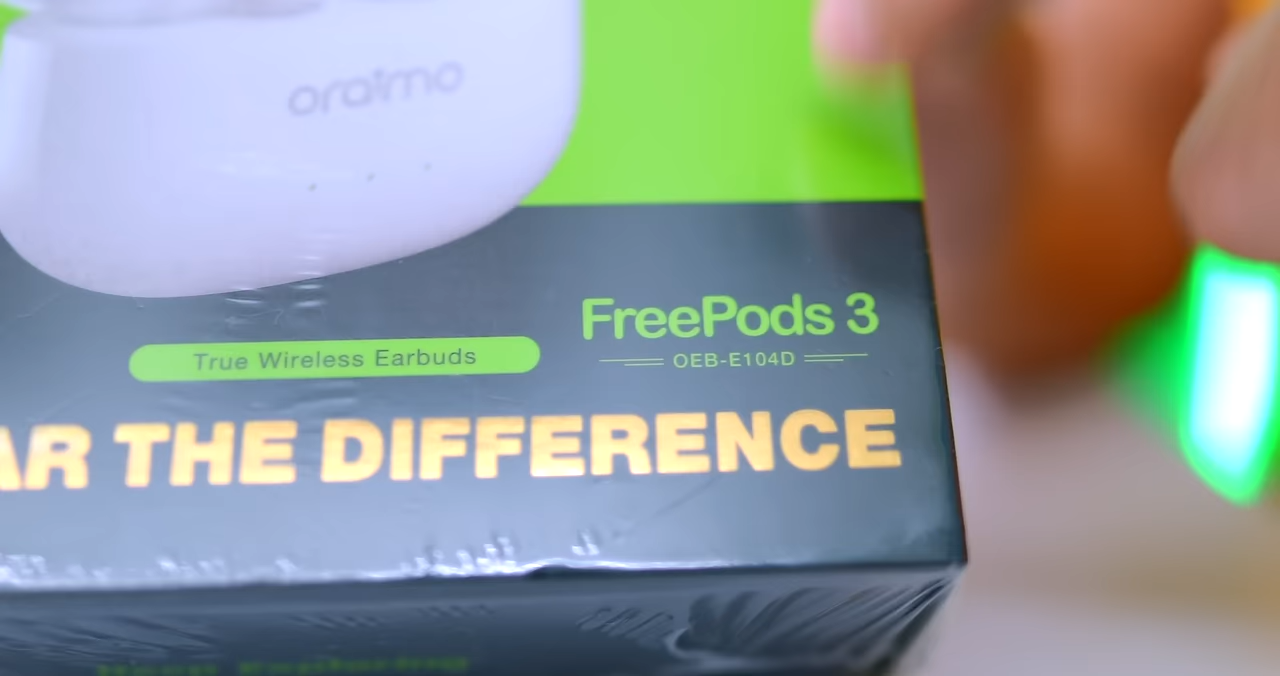 oraimo
FreePods 3
True Wireless Earbuds
OEB-E104D
AR THE DIFFERENCE